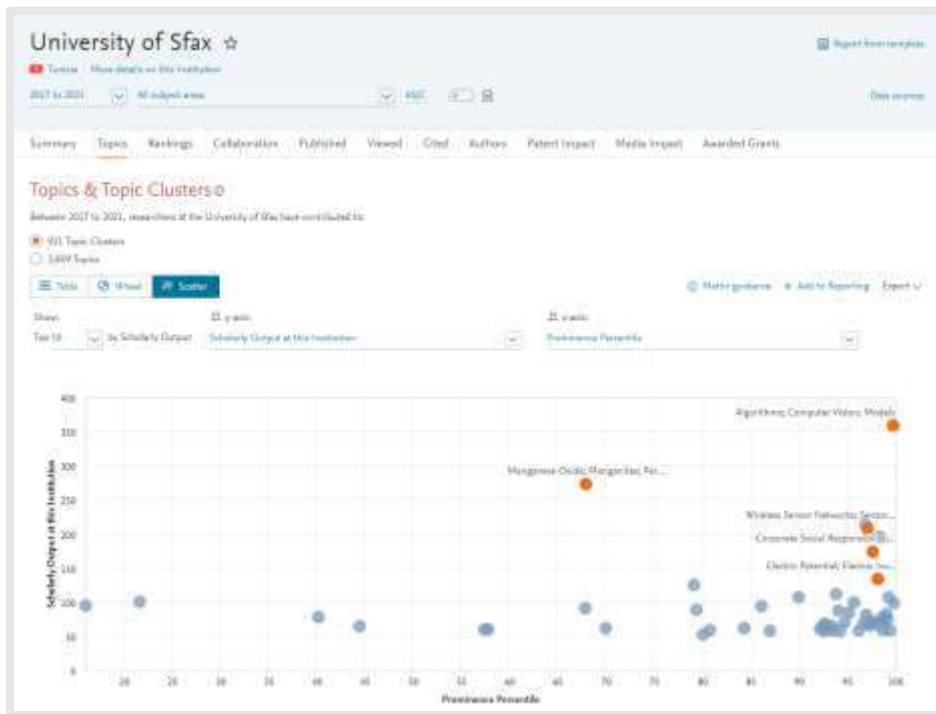 University of Sfax ☆
Report from template
Tunisia | More details on this Institution
2017 to 2021
All subject areas
ASJC
Data sources
Summary Topics Rankings Collaboration Published Viewed Cited Authors Patent Impact Media Impact Awarded Grants
Topics & Topic Clusters
Between 2017 to 2021, researchers at the University of Sfax have contributed to:
Topic Clusters
Topics
Table Wheel Scatter
Metric guidance + Add to Reporting Export
Show: y-axis: x-axis:
by Scholarly Output Scholarly Output at this Institution Prominence Percentile
400
Algorithms; Computer Vision; Models
350
300
Manganese Oxide; Manganites; Per...
250
Wireless Sensor Networks; Sensor...
200
Corporate Social
150
Electric Potential; Electric
100
50
0
Scholarly Output at this Institution
20 25 30 35 40 45 50 55 60 65 70 75 80 85 90 95 100
Prominence Percentile